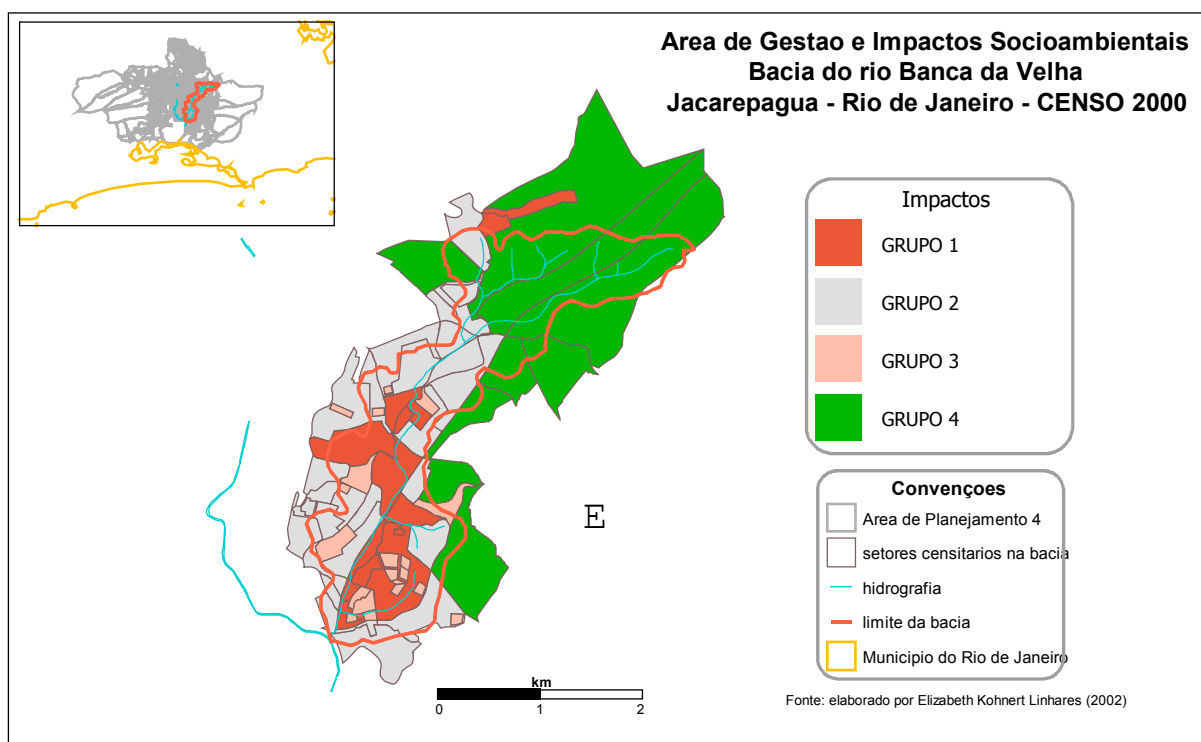 Area de Gestao e Impactos Socioambientais
Bacia do rio Banca da Velha
Jacarepagua - Rio de Janeiro - CENSO 2000
Impactos
GRUPO 1
GRUPO 2
GRUPO 3
GRUPO 4
E
Convençoes
Area de Planejamento 4
setores censitarios na bacia
hidrografia
limite da bacia
Municipio do Rio de Janeiro
km
0 1 2
Fonte: elaborado por Elizabeth Kohnert Linhares (2002)